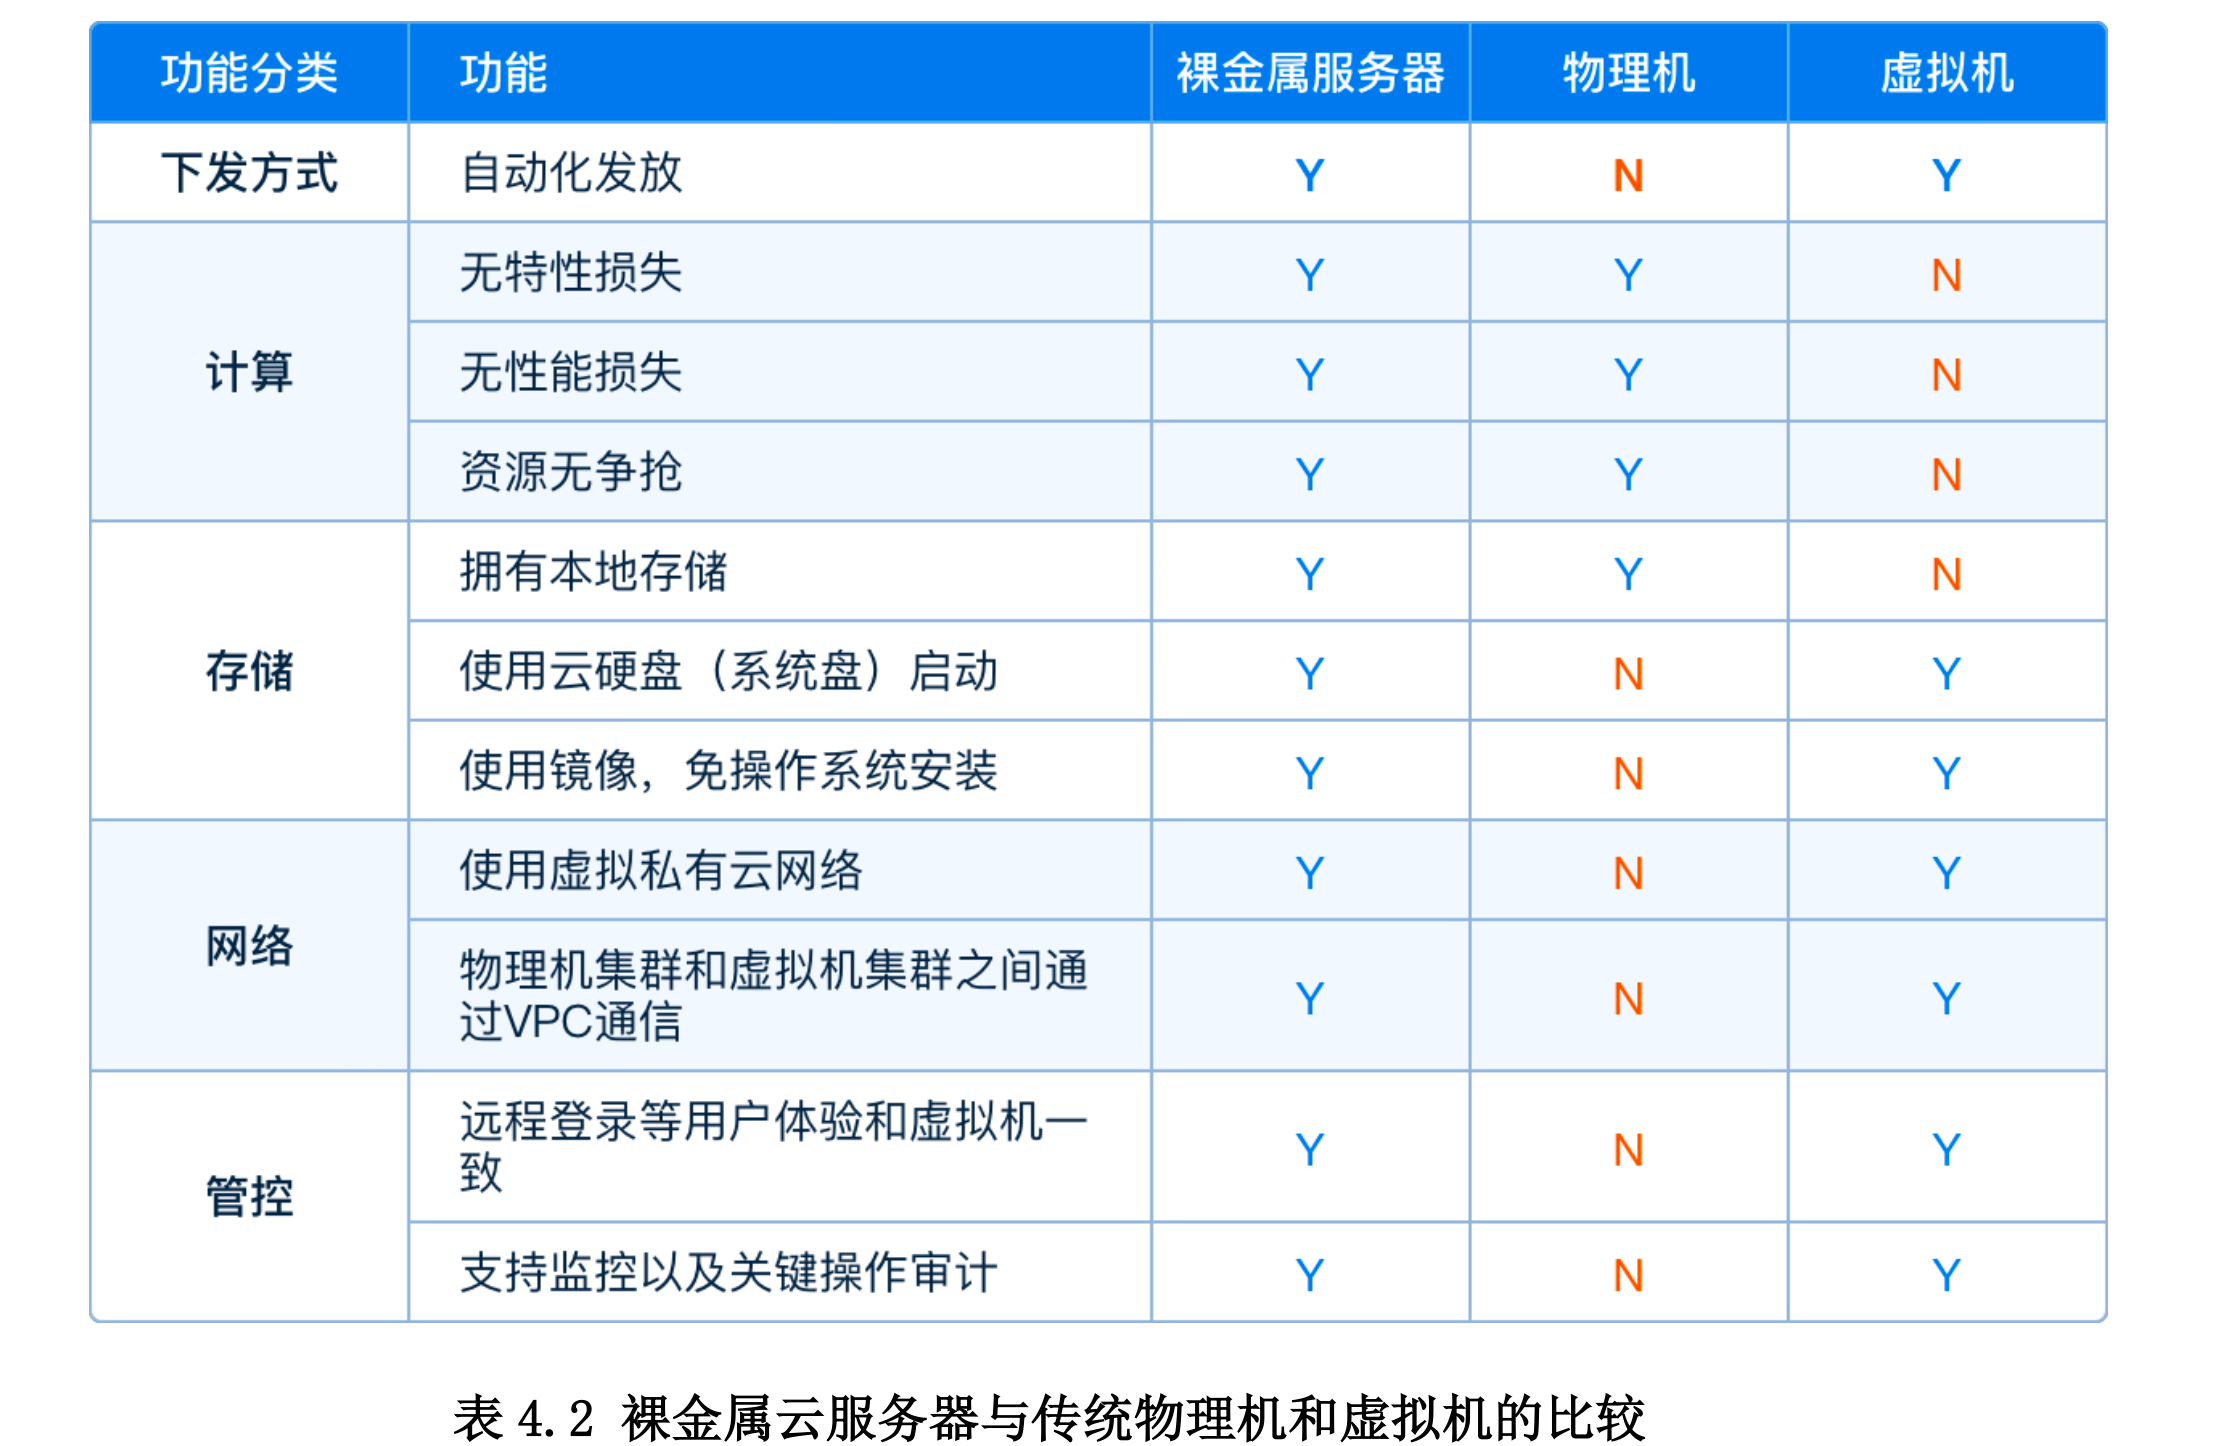 功能分类 功能 裸金属服务器 物理机 虚拟机
下发方式 自动化发放 Y N Y
计算 无特性损失 Y Y N
无性能损失 Y Y N
资源无争抢 Y Y N
存储 拥有本地存储 Y Y N
使用云硬盘（系统盘）启动 Y N Y
使用镜像，免操作系统安装 Y N Y
网络 使用虚拟私有云网络 Y N Y
物理机集群和虚拟机集群之间通
过VPC通信 Y N Y
管控 远程登录等用户体验和虚拟机一
致 Y N Y
支持监控以及关键操作审计 Y N Y
表 4.2 裸金属云服务器与传统物理机和虚拟机的比较